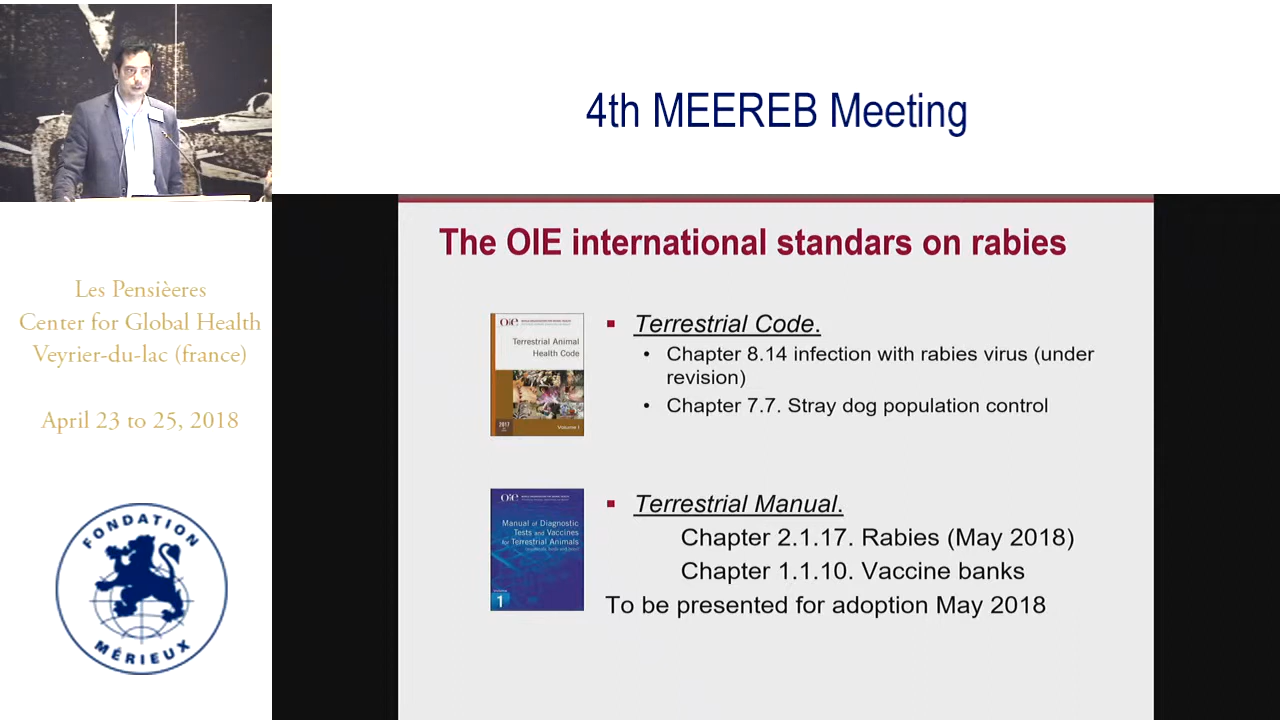 4th MEEREB Meeting
Les Pensièeres
Center for Global Health
Veyrier-du-lac (france)
April 23 to 25, 2018
FONDATION
MÉRIEUX
The OIE international standars on rabies
Oie
Terrestrial Animal
Health Code
2017
Volume I
▪ Terrestrial Code.
• Chapter 8.14 infection with rabies virus (under
revision)
• Chapter 7.7. Stray dog population control
Oie
Manual of Diagnostic
Tests and Vaccines
for Terrestrial Animals
1
▪ Terrestrial Manual.
Chapter 2.1.17. Rabies (May 2018)
Chapter 1.1.10. Vaccine banks
To be presented for adoption May 2018